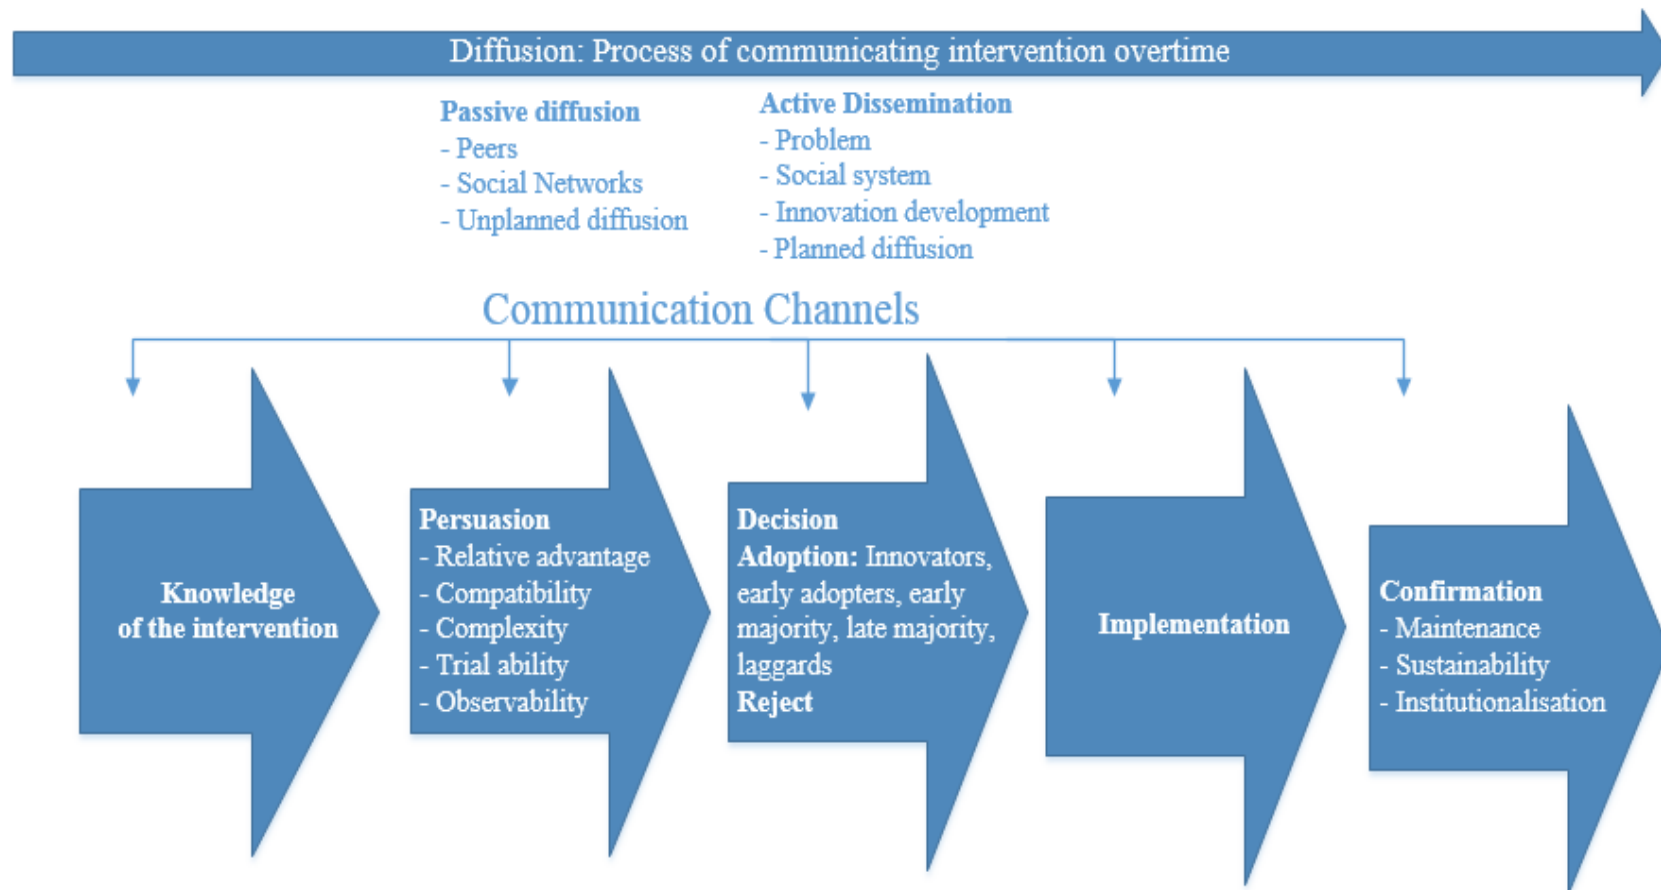 Diffusion: Process of communicating intervention overtime
Passive diffusion
- Peers
- Social Networks
- Unplanned diffusion
Active Dissemination
- Problem
- Social system
- Innovation development
- Planned diffusion
Communication Channels
Knowledge
of the intervention
Persuasion
- Relative advantage
- Compatibility
- Complexity
- Trial ability
- Observability
Decision
Adoption: Innovators,
early adopters, early
majority, late majority,
laggards
Reject
Implementation
Confirmation
- Maintenance
- Sustainability
- Institutionalisation